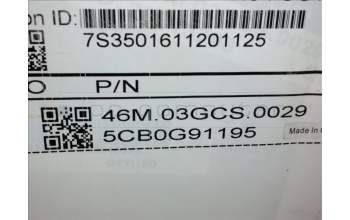 on ID:
7S3501611201125
O P/N
46M.03GCS.0029
5CB0G91195
Made in